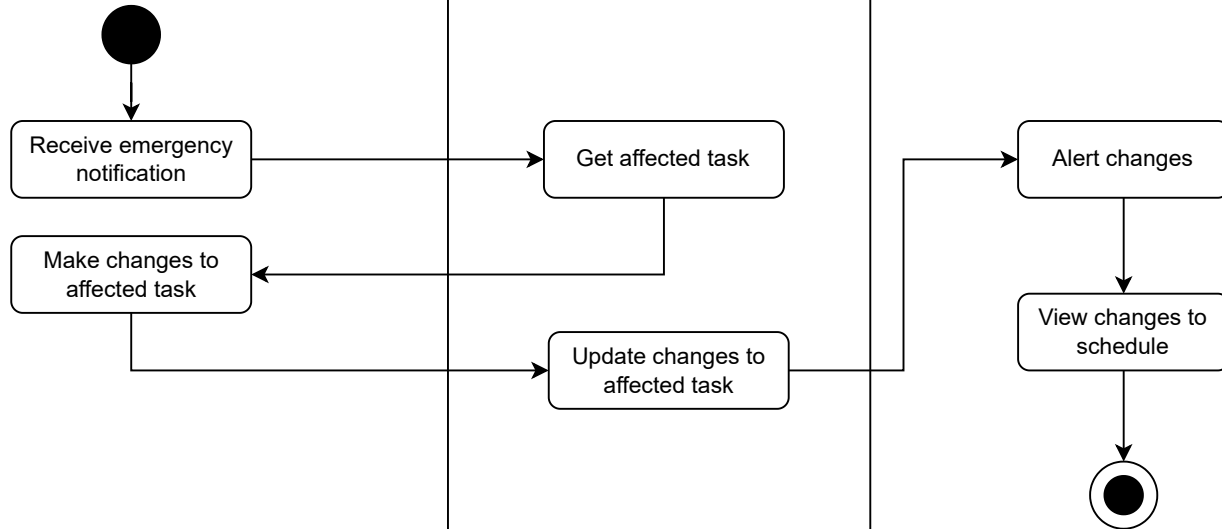 Receive emergency
notification
Get affected task
Alert changes
Make changes to
affected task
View changes to
schedule
Update changes to
affected task